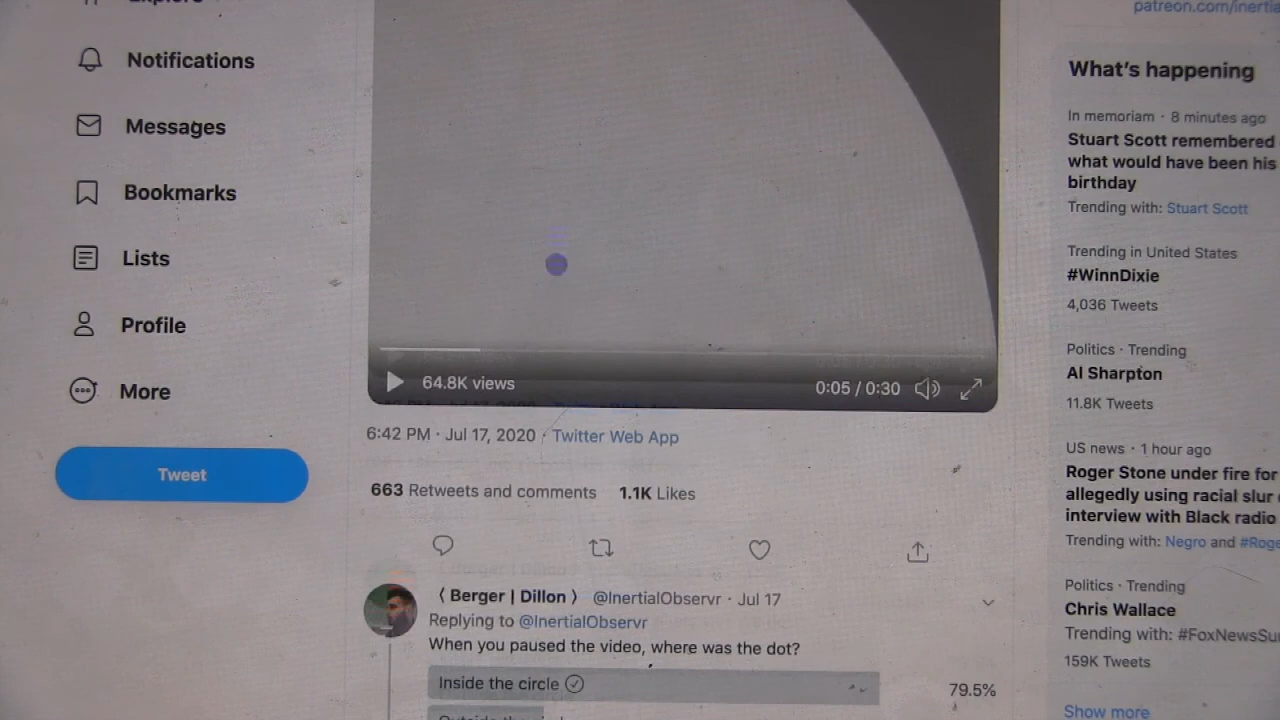 Explore
Notifications
Messages
Bookmarks
Lists
Profile
More
Tweet
64.8K views
0:05 / 0:30
6:42 PM · Jul 17, 2020 · Twitter Web App
663 Retweets and comments 1.1K Likes
⟨ Berger | Dillon ⟩ @InertialObservr · Jul 17
Replying to @InertialObservr
When you paused the video, where was the dot?
Inside the circle
79.5%
patreon.com/inertia
What's happening
In memoriam · 8 minutes ago
Stuart Scott remembered
what would have been his
birthday
Trending with: Stuart Scott
Trending in United States
#WinnDixie
4,036 Tweets
Politics · Trending
Al Sharpton
11.8K Tweets
US news · 1 hour ago
Roger Stone under fire for
allegedly using racial slur
interview with Black radio
Trending with: Negro and #Roge
Politics · Trending
Chris Wallace
Trending with: #FoxNewsSu
159K Tweets
Show more